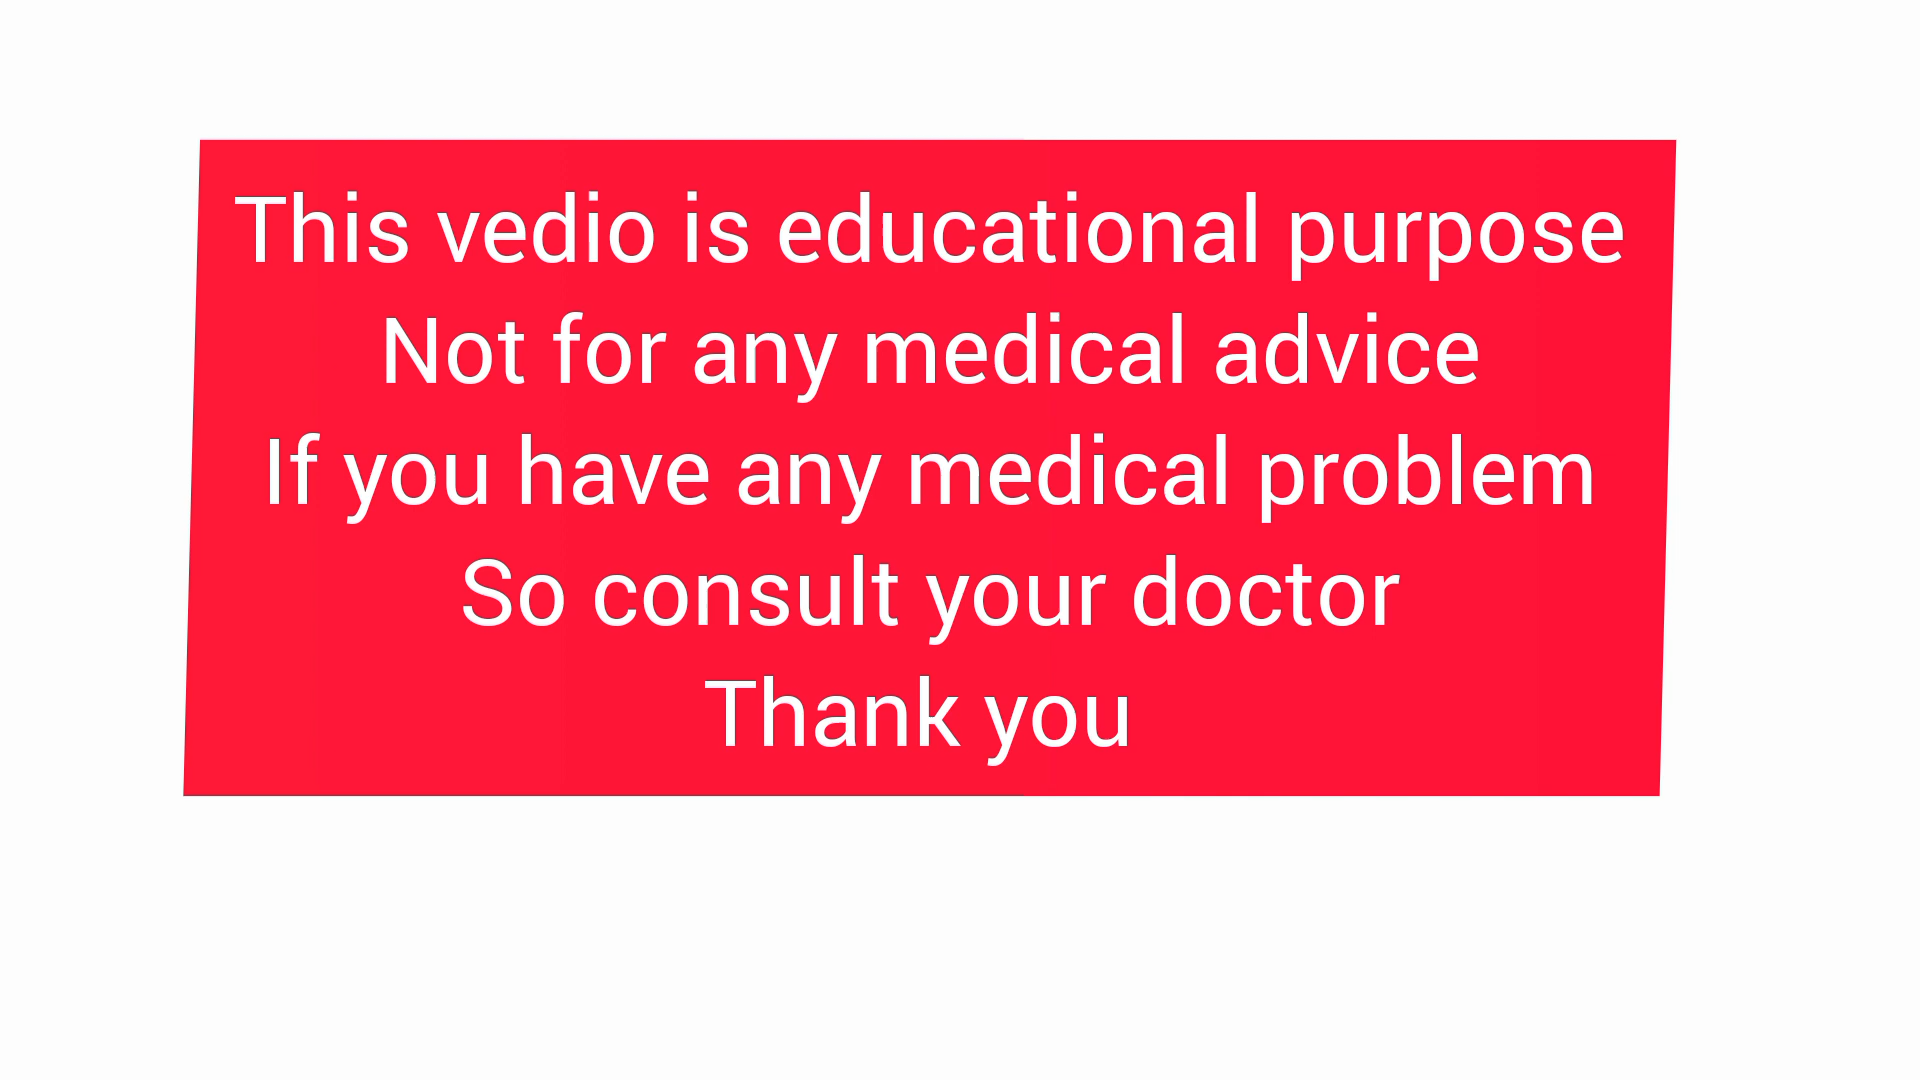 This vedio is educational purpose
Not for any medical advice
If you have any medical problem
So consult your doctor
Thank you